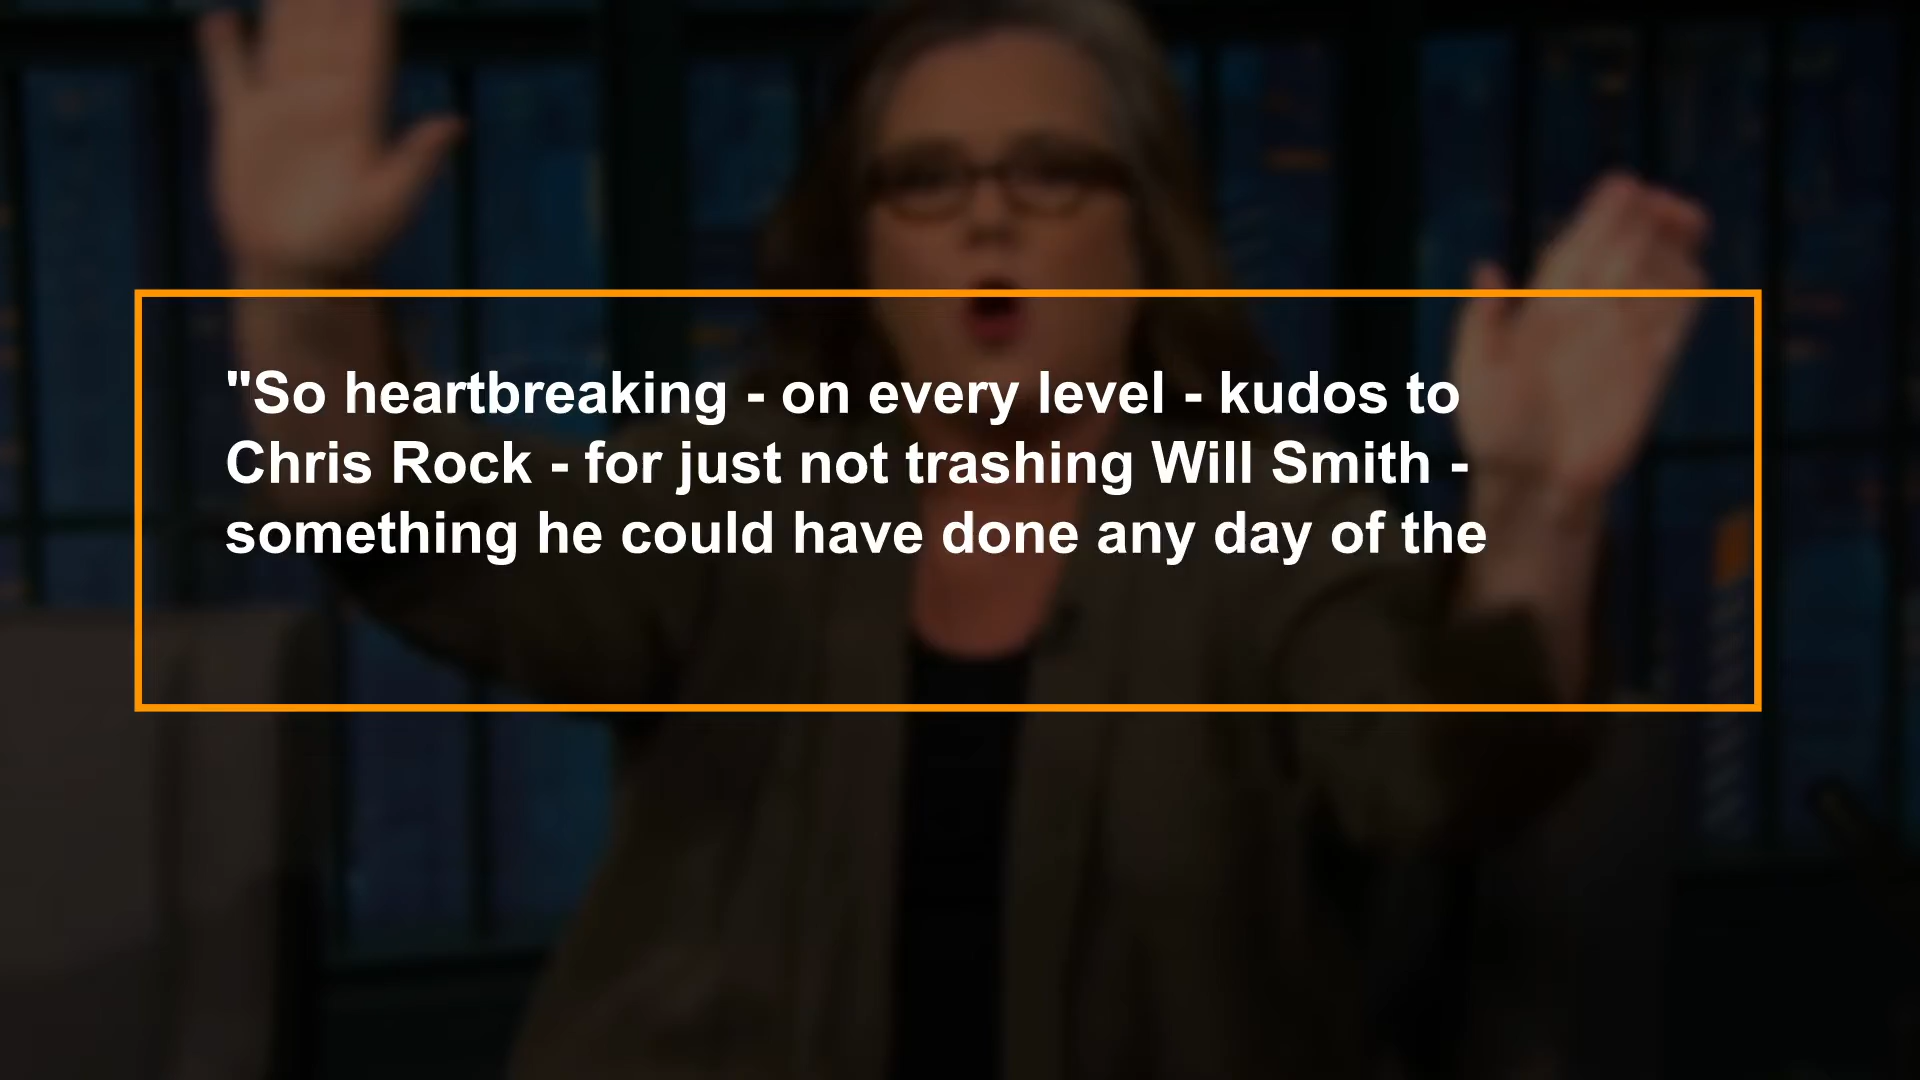 "So heartbreaking - on every level - kudos to
Chris Rock - for just not trashing Will Smith -
something he could have done any day of the